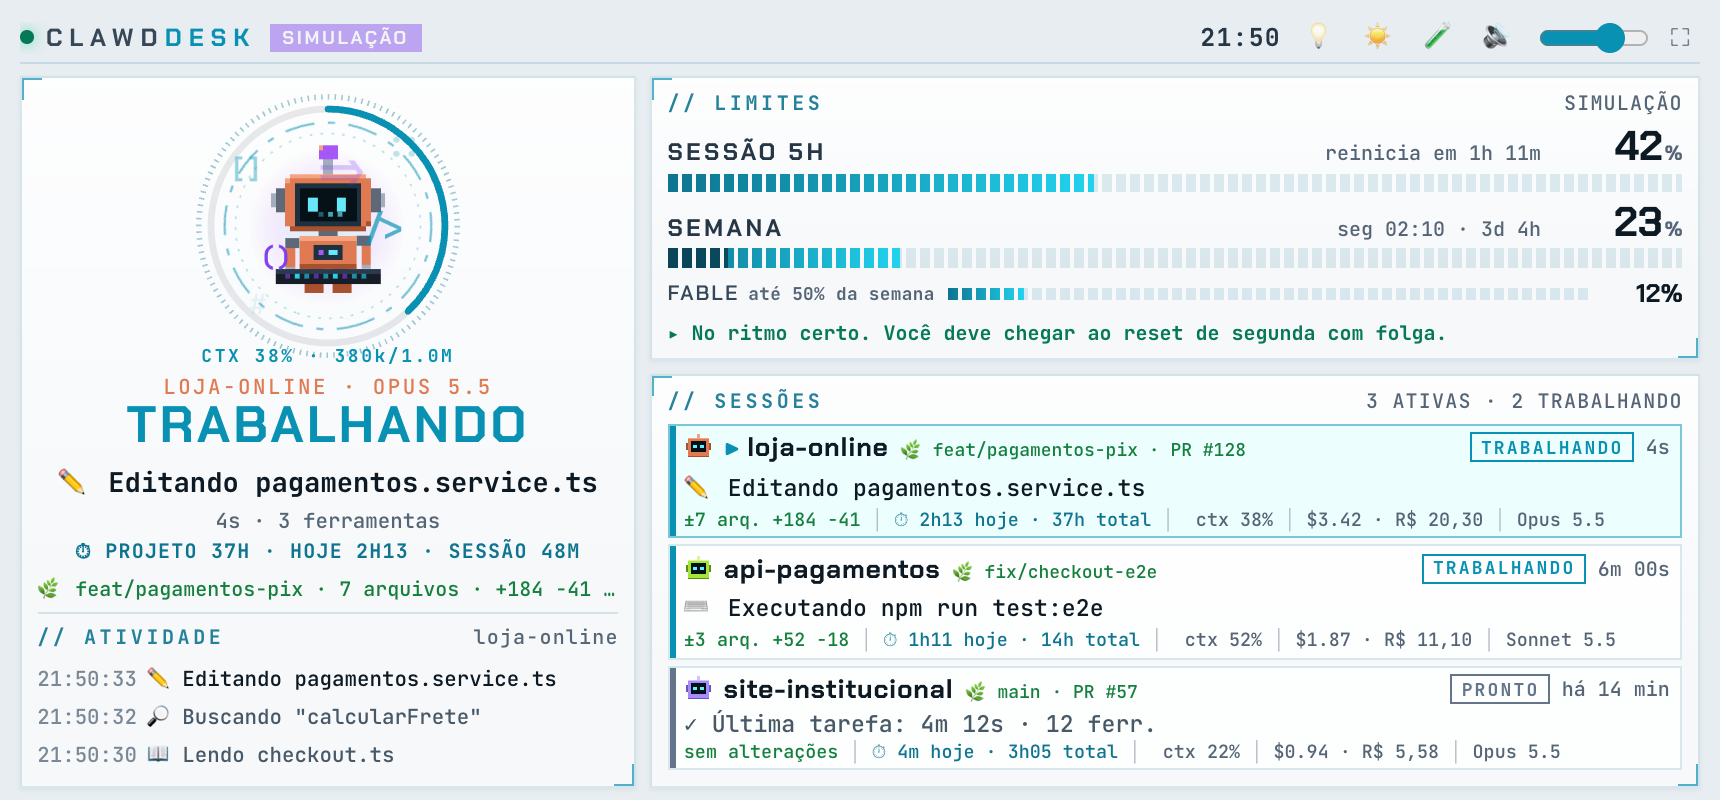 CLAWDDESK SIMULAÇÃO 21:50
[] </> () #
CTX 38% · 380k/1.0M
LOJA-ONLINE · OPUS 5.5
TRABALHANDO
✏️ Editando pagamentos.service.ts
4s · 3 ferramentas
⏱ PROJETO 37H · HOJE 2H13 · SESSÃO 48M
🌿 feat/pagamentos-pix · 7 arquivos · +184 -41 …
// ATIVIDADE loja-online
21:50:33 ✏️ Editando pagamentos.service.ts
21:50:32 🔎 Buscando "calcularFrete"
21:50:30 📖 Lendo checkout.ts
// LIMITES SIMULAÇÃO
SESSÃO 5H reinicia em 1h 11m 42%
SEMANA seg 02:10 · 3d 4h 23%
FABLE até 50% da semana 12%
▸ No ritmo certo. Você deve chegar ao reset de segunda com folga.
// SESSÕES 3 ATIVAS · 2 TRABALHANDO
▸ loja-online 🌿 feat/pagamentos-pix · PR #128 TRABALHANDO 4s
✏️ Editando pagamentos.service.ts
±7 arq. +184 -41 | ⏱ 2h13 hoje · 37h total | ctx 38% | $3.42 · R$ 20,30 | Opus 5.5
api-pagamentos 🌿 fix/checkout-e2e TRABALHANDO 6m 00s
⌨️ Executando npm run test:e2e
±3 arq. +52 -18 | ⏱ 1h11 hoje · 14h total | ctx 52% | $1.87 · R$ 11,10 | Sonnet 5.5
site-institucional 🌿 main · PR #57 PRONTO há 14 min
✓ Última tarefa: 4m 12s · 12 ferr.
sem alterações | ⏱ 4m hoje · 3h05 total | ctx 22% | $0.94 · R$ 5,58 | Opus 5.5